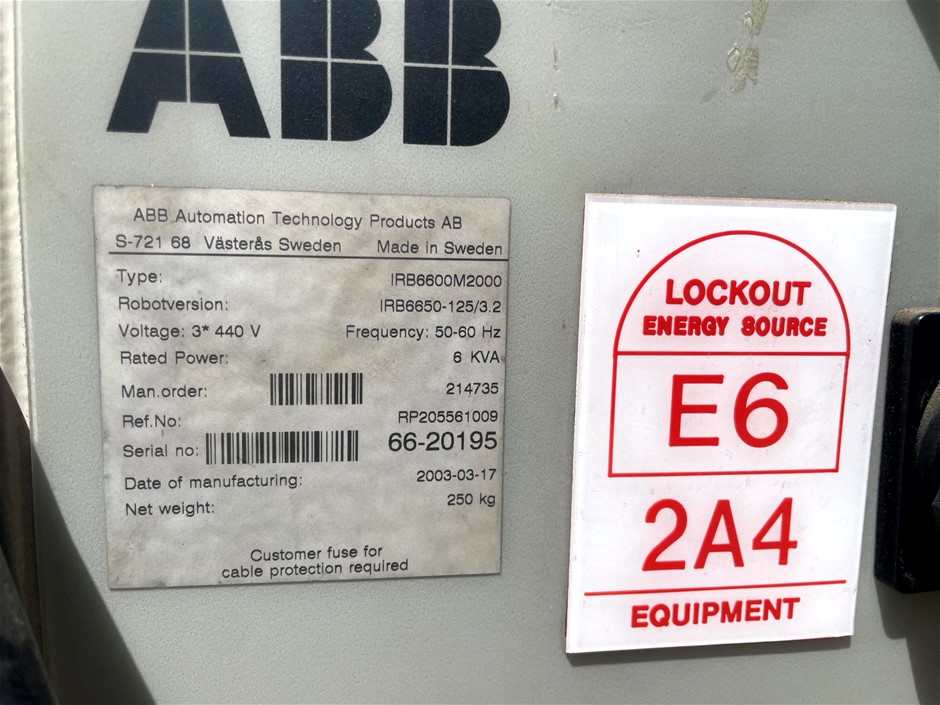 ABB
ABB Automation Technology Products AB
S-721 68 Västerås Sweden Made in Sweden
Type: IRB6600M2000
Robotversion: IRB6650-125/3.2
Voltage: 3* 440 V Frequency: 50-60 Hz
Rated Power: 6 KVA
Man.order: 214735
Ref.No: RP205561009
Serial no: 66-20195
Date of manufacturing: 2003-03-17
Net weight: 250 kg
Customer fuse for
cable protection required
LOCKOUT
ENERGY SOURCE
E6
2A4
EQUIPMENT